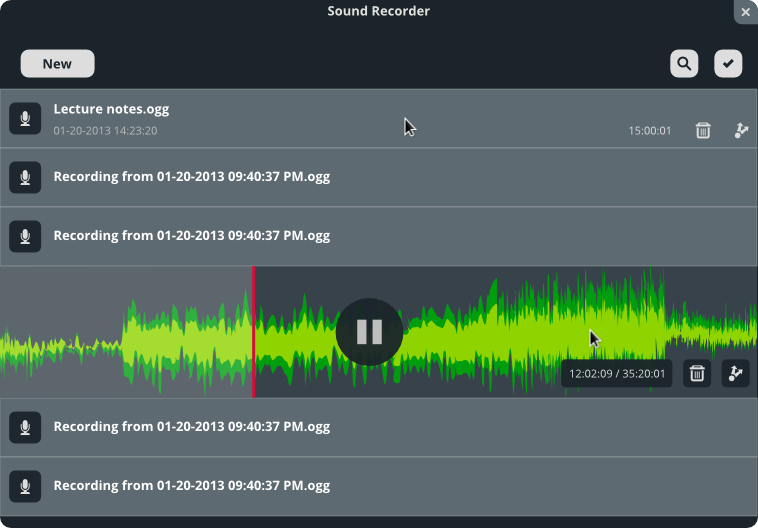 Sound Recorder
New
Lecture notes.ogg
01-20-2013 14:23:20
15:00:01
Recording from 01-20-2013 09:40:37 PM.ogg
Recording from 01-20-2013 09:40:37 PM.ogg
12:02:09 / 35:20:01
Recording from 01-20-2013 09:40:37 PM.ogg
Recording from 01-20-2013 09:40:37 PM.ogg